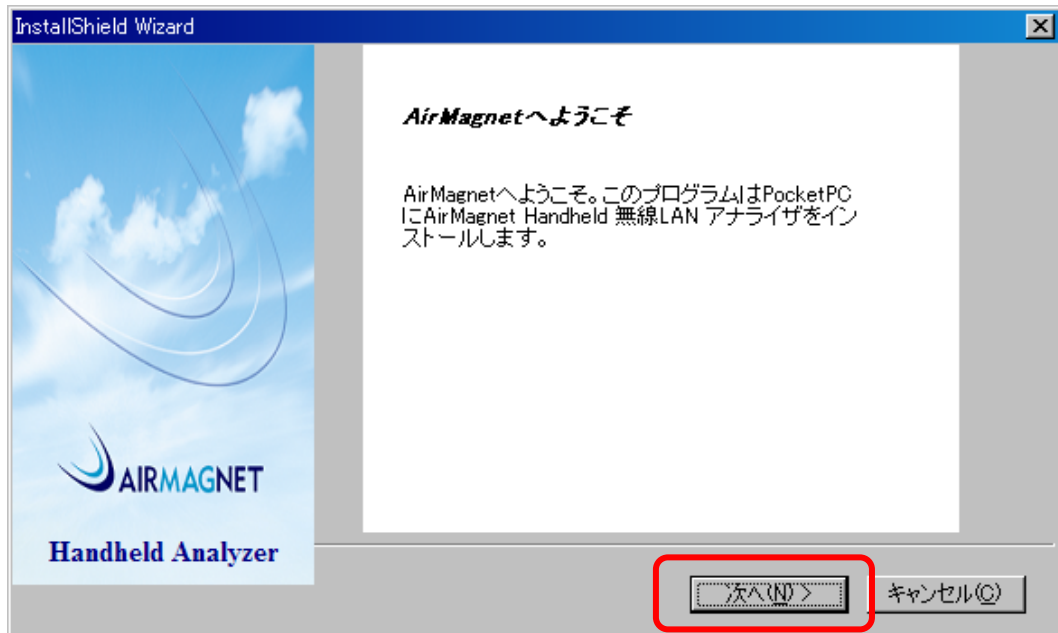 InstallShield Wizard
AirMagnetへようこそ
AirMagnetへようこそ。このプログラムはPocketPC
にAirMagnet Handheld 無線LAN アナライザをイン
ストールします。
AIRMAGNET
Handheld Analyzer
次へ(N) >
キャンセル(C)